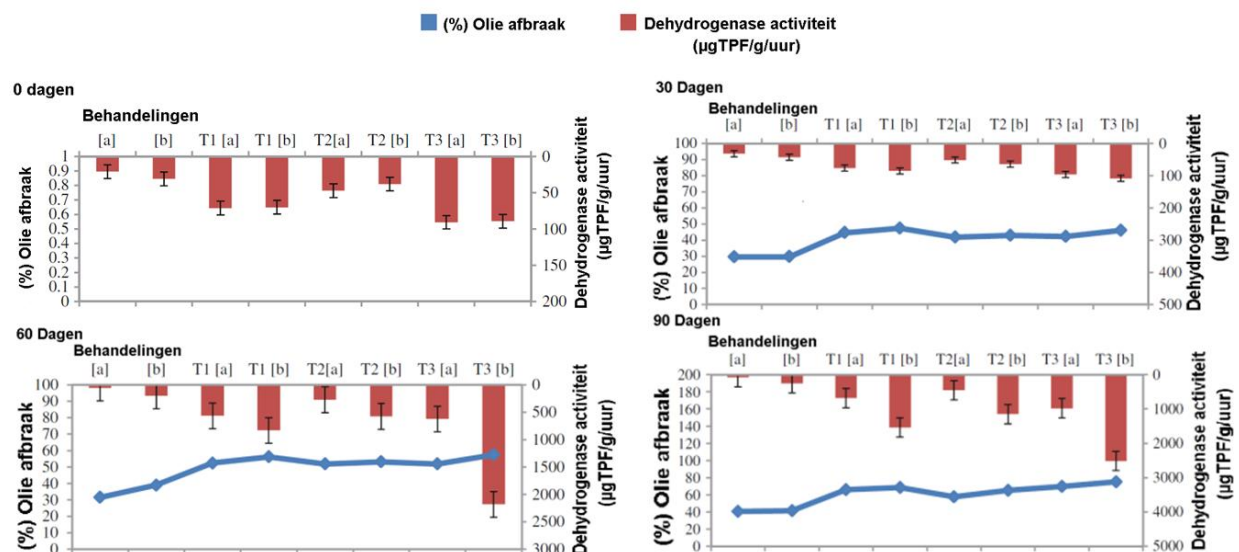 (%) Olie afbraak
Dehydrogenase activiteit
(µgTPF/g/uur)
0 dagen
Behandelingen
[a] [b] T1 [a] T1 [b] T2[a] T2 [b] T3 [a] T3 [b]
1
0.9
0.8
0.7
0.6
0.5
0.4
0.3
0.2
0.1
0
(%) Olie afbraak
0
50
100
150
200
Dehydrogenase activiteit
(µgTPF/g/uur)
30 Dagen
Behandelingen
[a] [b] T1 [a] T1 [b] T2[a] T2 [b] T3 [a] T3 [b]
100
90
80
70
60
50
40
30
20
10
0
(%) Olie afbraak
0
100
200
300
400
500
Dehydrogenase activiteit
(µgTPF/g/uur)
60 Dagen
Behandelingen
[a] [b] T1 [a] T1 [b] T2[a] T2 [b] T3 [a] T3 [b]
100
90
80
70
60
50
40
30
20
10
0
(%) Olie afbraak
0
500
1000
1500
2000
2500
3000
Dehydrogenase activiteit
(µgTPF/g/uur)
90 Dagen
Behandelingen
[a] [b] T1 [a] T1 [b] T2[a] T2 [b] T3 [a] T3 [b]
200
180
160
140
120
100
80
60
40
20
0
(%) Olie afbraak
0
1000
2000
3000
4000
5000
Dehydrogenase activiteit
(µgTPF/g/uur)